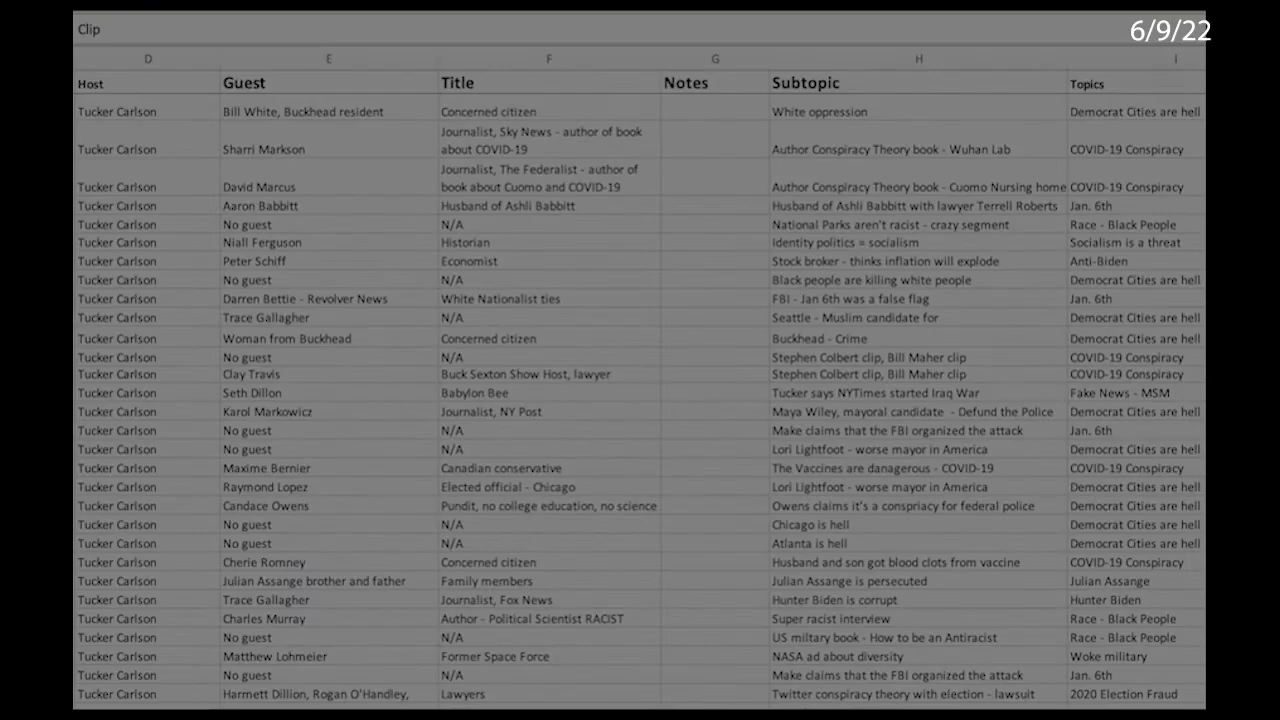 Clip
6/9/22
D E F G H I
Host Guest Title Notes Subtopic Topics
Tucker Carlson Bill White, Buckhead resident Concerned citizen White oppression Democrat Cities are hell
Journalist, Sky News - author of book
Tucker Carlson Sharri Markson about COVID-19 Author Conspiracy Theory book - Wuhan Lab COVID-19 Conspiracy
Journalist, The Federalist - author of
Tucker Carlson David Marcus book about Cuomo and COVID-19 Author Conspiracy Theory book - Cuomo Nursing home COVID-19 Conspiracy
Tucker Carlson Aaron Babbitt Husband of Ashli Babbitt Husband of Ashli Babbitt with lawyer Terrell Roberts Jan. 6th
Tucker Carlson No guest N/A National Parks aren't racist - crazy segment Race - Black People
Tucker Carlson Niall Ferguson Historian Identity politics = socialism Socialism is a threat
Tucker Carlson Peter Schiff Economist Stock broker - thinks inflation will explode Anti-Biden
Tucker Carlson No guest N/A Black people are killing white people Democrat Cities are hell
Tucker Carlson Darren Bettie - Revolver News White Nationalist ties FBI - Jan 6th was a false flag Jan. 6th
Tucker Carlson Trace Gallagher N/A Seattle - Muslim candidate for Democrat Cities are hell
Tucker Carlson Woman from Buckhead Concerned citizen Buckhead - Crime Democrat Cities are hell
Tucker Carlson No guest N/A Stephen Colbert clip, Bill Maher clip COVID-19 Conspiracy
Tucker Carlson Clay Travis Buck Sexton Show Host, lawyer Stephen Colbert clip, Bill Maher clip COVID-19 Conspiracy
Tucker Carlson Seth Dillon Babylon Bee Tucker says NYTimes started Iraq War Fake News - MSM
Tucker Carlson Karol Markowicz Journalist, NY Post Maya Wiley, mayoral candidate - Defund the Police Democrat Cities are hell
Tucker Carlson No guest N/A Make claims that the FBI organized the attack Jan. 6th
Tucker Carlson No guest N/A Lori Lightfoot - worse mayor in America Democrat Cities are hell
Tucker Carlson Maxime Bernier Canadian conservative The Vaccines are danagerous - COVID-19 COVID-19 Conspiracy
Tucker Carlson Raymond Lopez Elected official - Chicago Lori Lightfoot - worse mayor in America Democrat Cities are hell
Tucker Carlson Candace Owens Pundit, no college education, no science Owens claims it's a conspriacy for federal police Democrat Cities are hell
Tucker Carlson No guest N/A Chicago is hell Democrat Cities are hell
Tucker Carlson No guest N/A Atlanta is hell Democrat Cities are hell
Tucker Carlson Cherie Romney Concerned citizen Husband and son got blood clots from vaccine COVID-19 Conspiracy
Tucker Carlson Julian Assange brother and father Family members Julian Assange is persecuted Julian Assange
Tucker Carlson Trace Gallagher Journalist, Fox News Hunter Biden is corrupt Hunter Biden
Tucker Carlson Charles Murray Author - Political Scientist RACIST Super racist interview Race - Black People
Tucker Carlson No guest N/A US miltary book - How to be an Antiracist Race - Black People
Tucker Carlson Matthew Lohmeier Former Space Force NASA ad about diversity Woke military
Tucker Carlson No guest N/A Make claims that the FBI organized the attack Jan. 6th
Tucker Carlson Harmett Dillion, Rogan O'Handley, Lawyers Twitter conspiracy theory with election - lawsuit 2020 Election Fraud